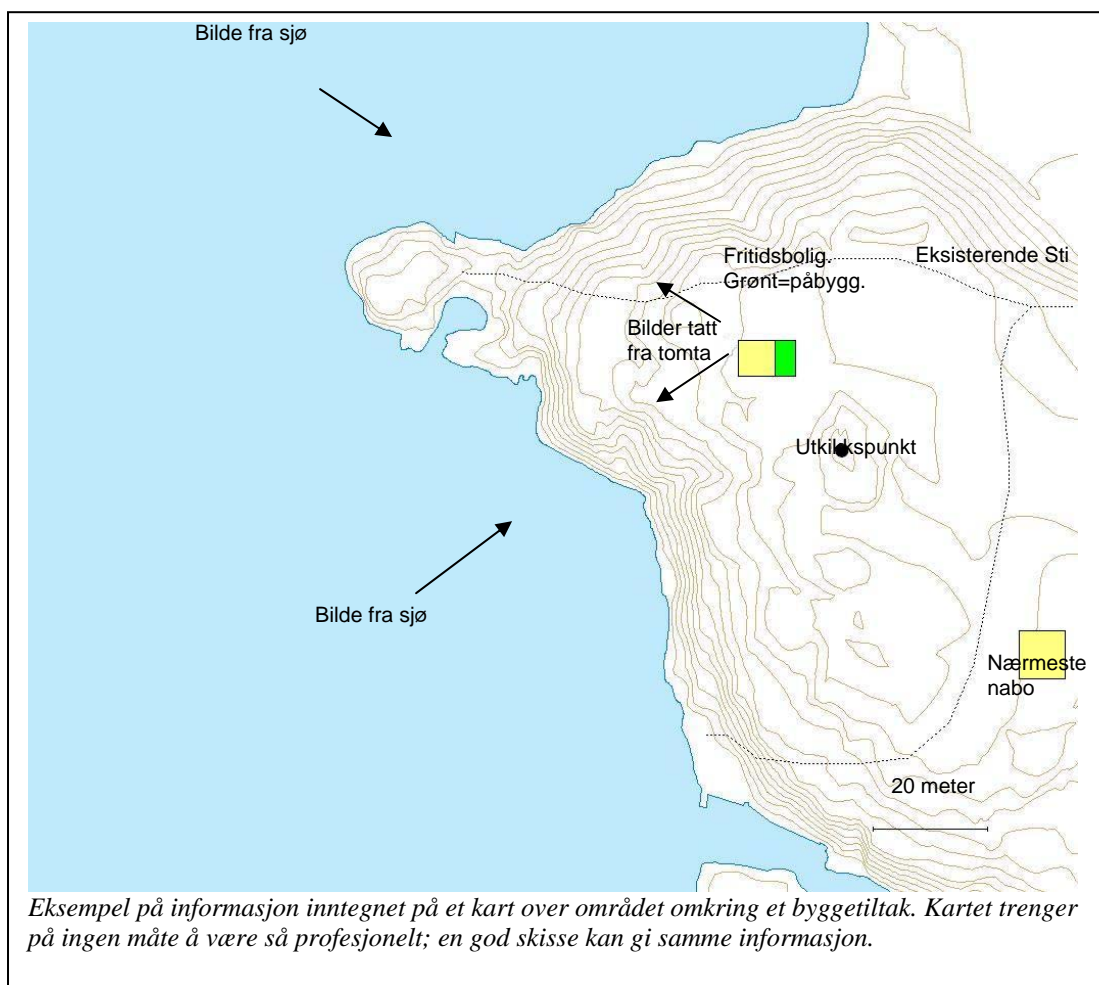 Bilde fra sjø
Fritidsbolig.
Grønt=påbygg.
Eksisterende Sti
Bilder tatt
fra tomta
Utkikkspunkt
Bilde fra sjø
Nærmeste
nabo
20 meter
Eksempel på informasjon inntegnet på et kart over området omkring et byggetiltak. Kartet trenger
på ingen måte å være så profesjonelt; en god skisse kan gi samme informasjon.